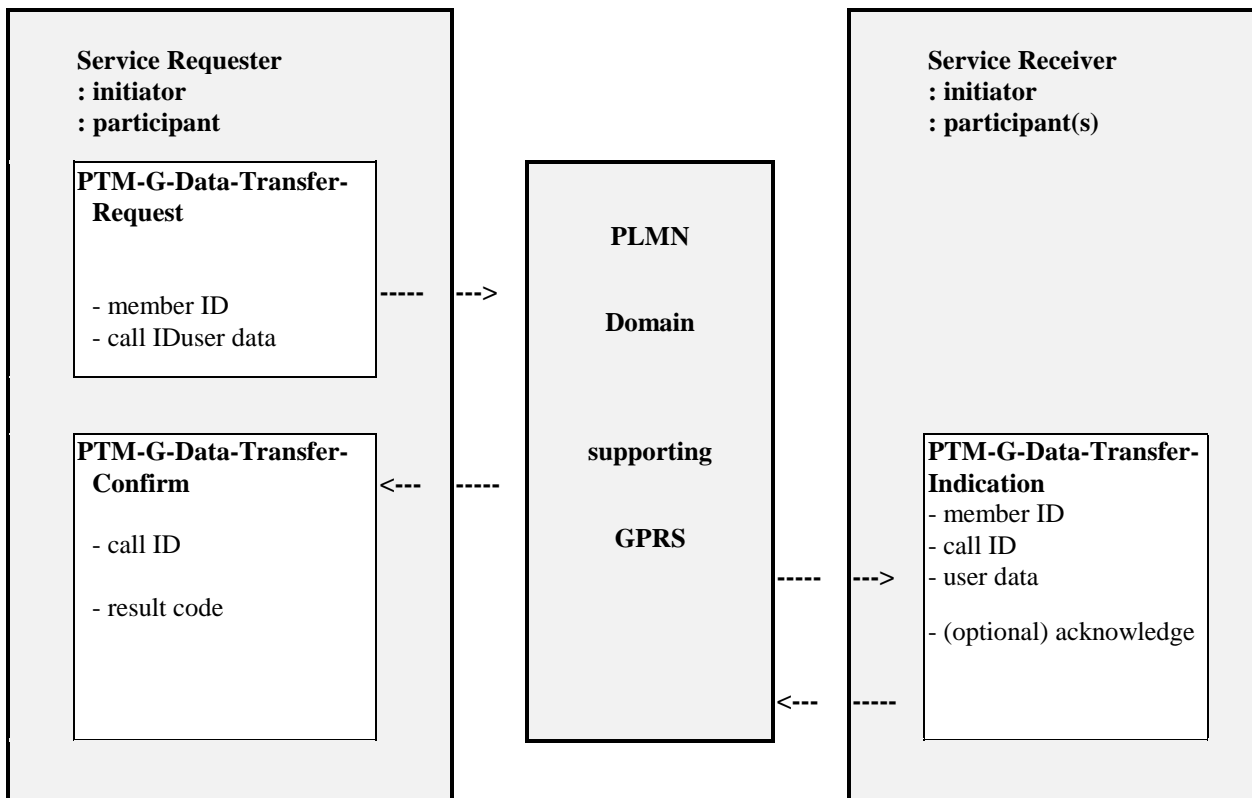 Service Requester
: initiator
: participant
PTM-G-Data-Transfer-
Request
- member ID
- call IDuser data
----- --->
PTM-G-Data-Transfer-
Confirm
<--- -----
- call ID
- result code
PLMN
Domain
supporting
GPRS
Service Receiver
: initiator
: participant(s)
PTM-G-Data-Transfer-
Indication
- member ID
- call ID
- user data
----- --->
- (optional) acknowledge
<--- -----